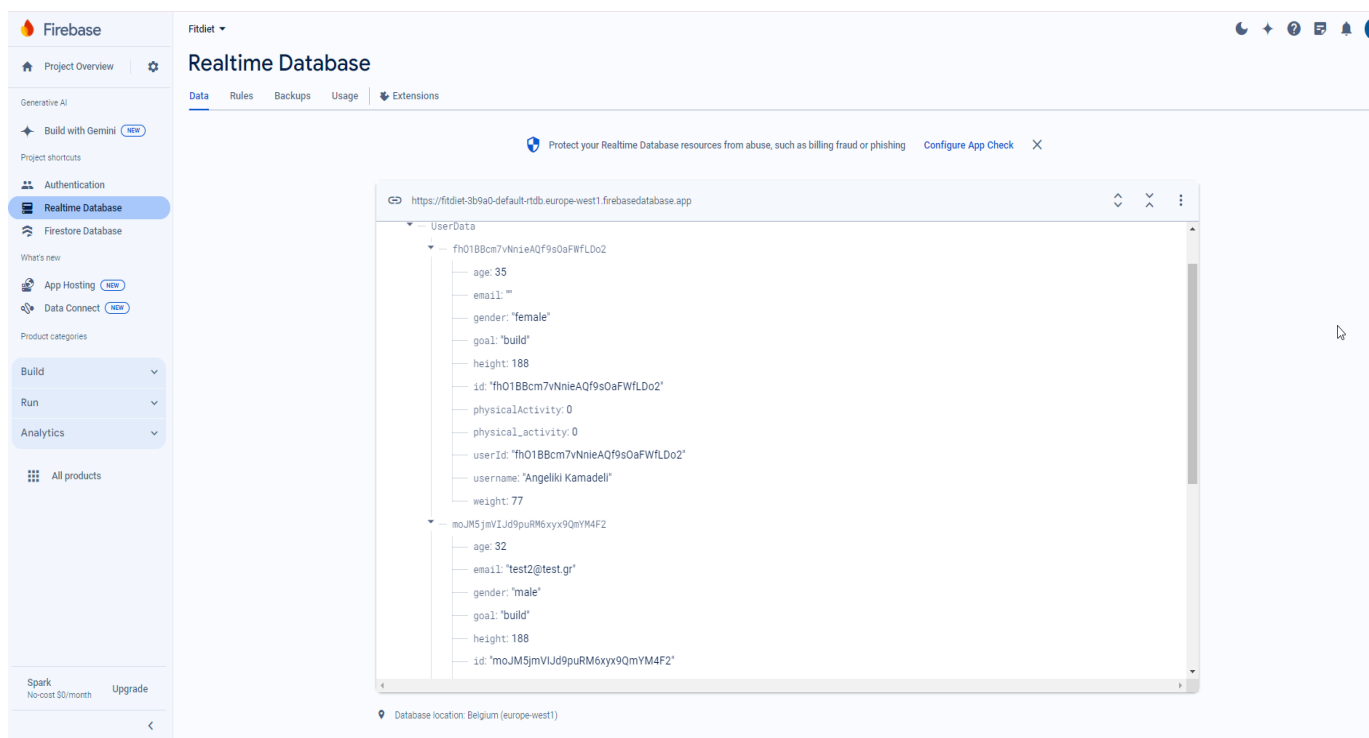 Firebase
Fitdiet
Project Overview
Realtime Database
Data Rules Backups Usage Extensions
Generative AI
Build with Gemini NEW
Project shortcuts
Authentication
Realtime Database
Firestore Database
What's new
App Hosting NEW
Data Connect NEW
Product categories
Build
Run
Analytics
All products
Spark
No-cost $0/month
Upgrade
Protect your Realtime Database resources from abuse, such as billing fraud or phishing Configure App Check
https://fitdiet-3b9a0-default-rtdb.europe-west1.firebasedatabase.app
UserData
fhO1BBcm7vNnieAQf9sOaFWfLDo2
age: 35
email: ""
gender: "female"
goal: "build"
height: 188
id: "fhO1BBcm7vNnieAQf9sOaFWfLDo2"
physicalActivity: 0
physical_activity: 0
userId: "fhO1BBcm7vNnieAQf9sOaFWfLDo2"
username: "Angeliki Kamadeli"
weight: 77
moJM5jmVIJd9puRM6xyx9QmYM4F2
age: 32
email: "test2@test.gr"
gender: "male"
goal: "build"
height: 188
id: "moJM5jmVIJd9puRM6xyx9QmYM4F2"
Database location: Belgium (europe-west1)